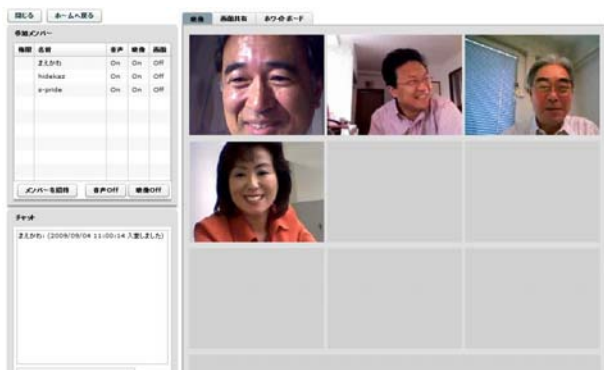 閉じる ホームへ戻る
映像 画面共有 ホワイトボード
参加メンバー
権限 名前 音声 映像 画面
まえかわ On On Off
hidekaz On On Off
s-pride On On Off
メンバーを招待 音声Off 映像Off
チャット
まえかわ: (2009/09/04 11:00:14 入室しました)